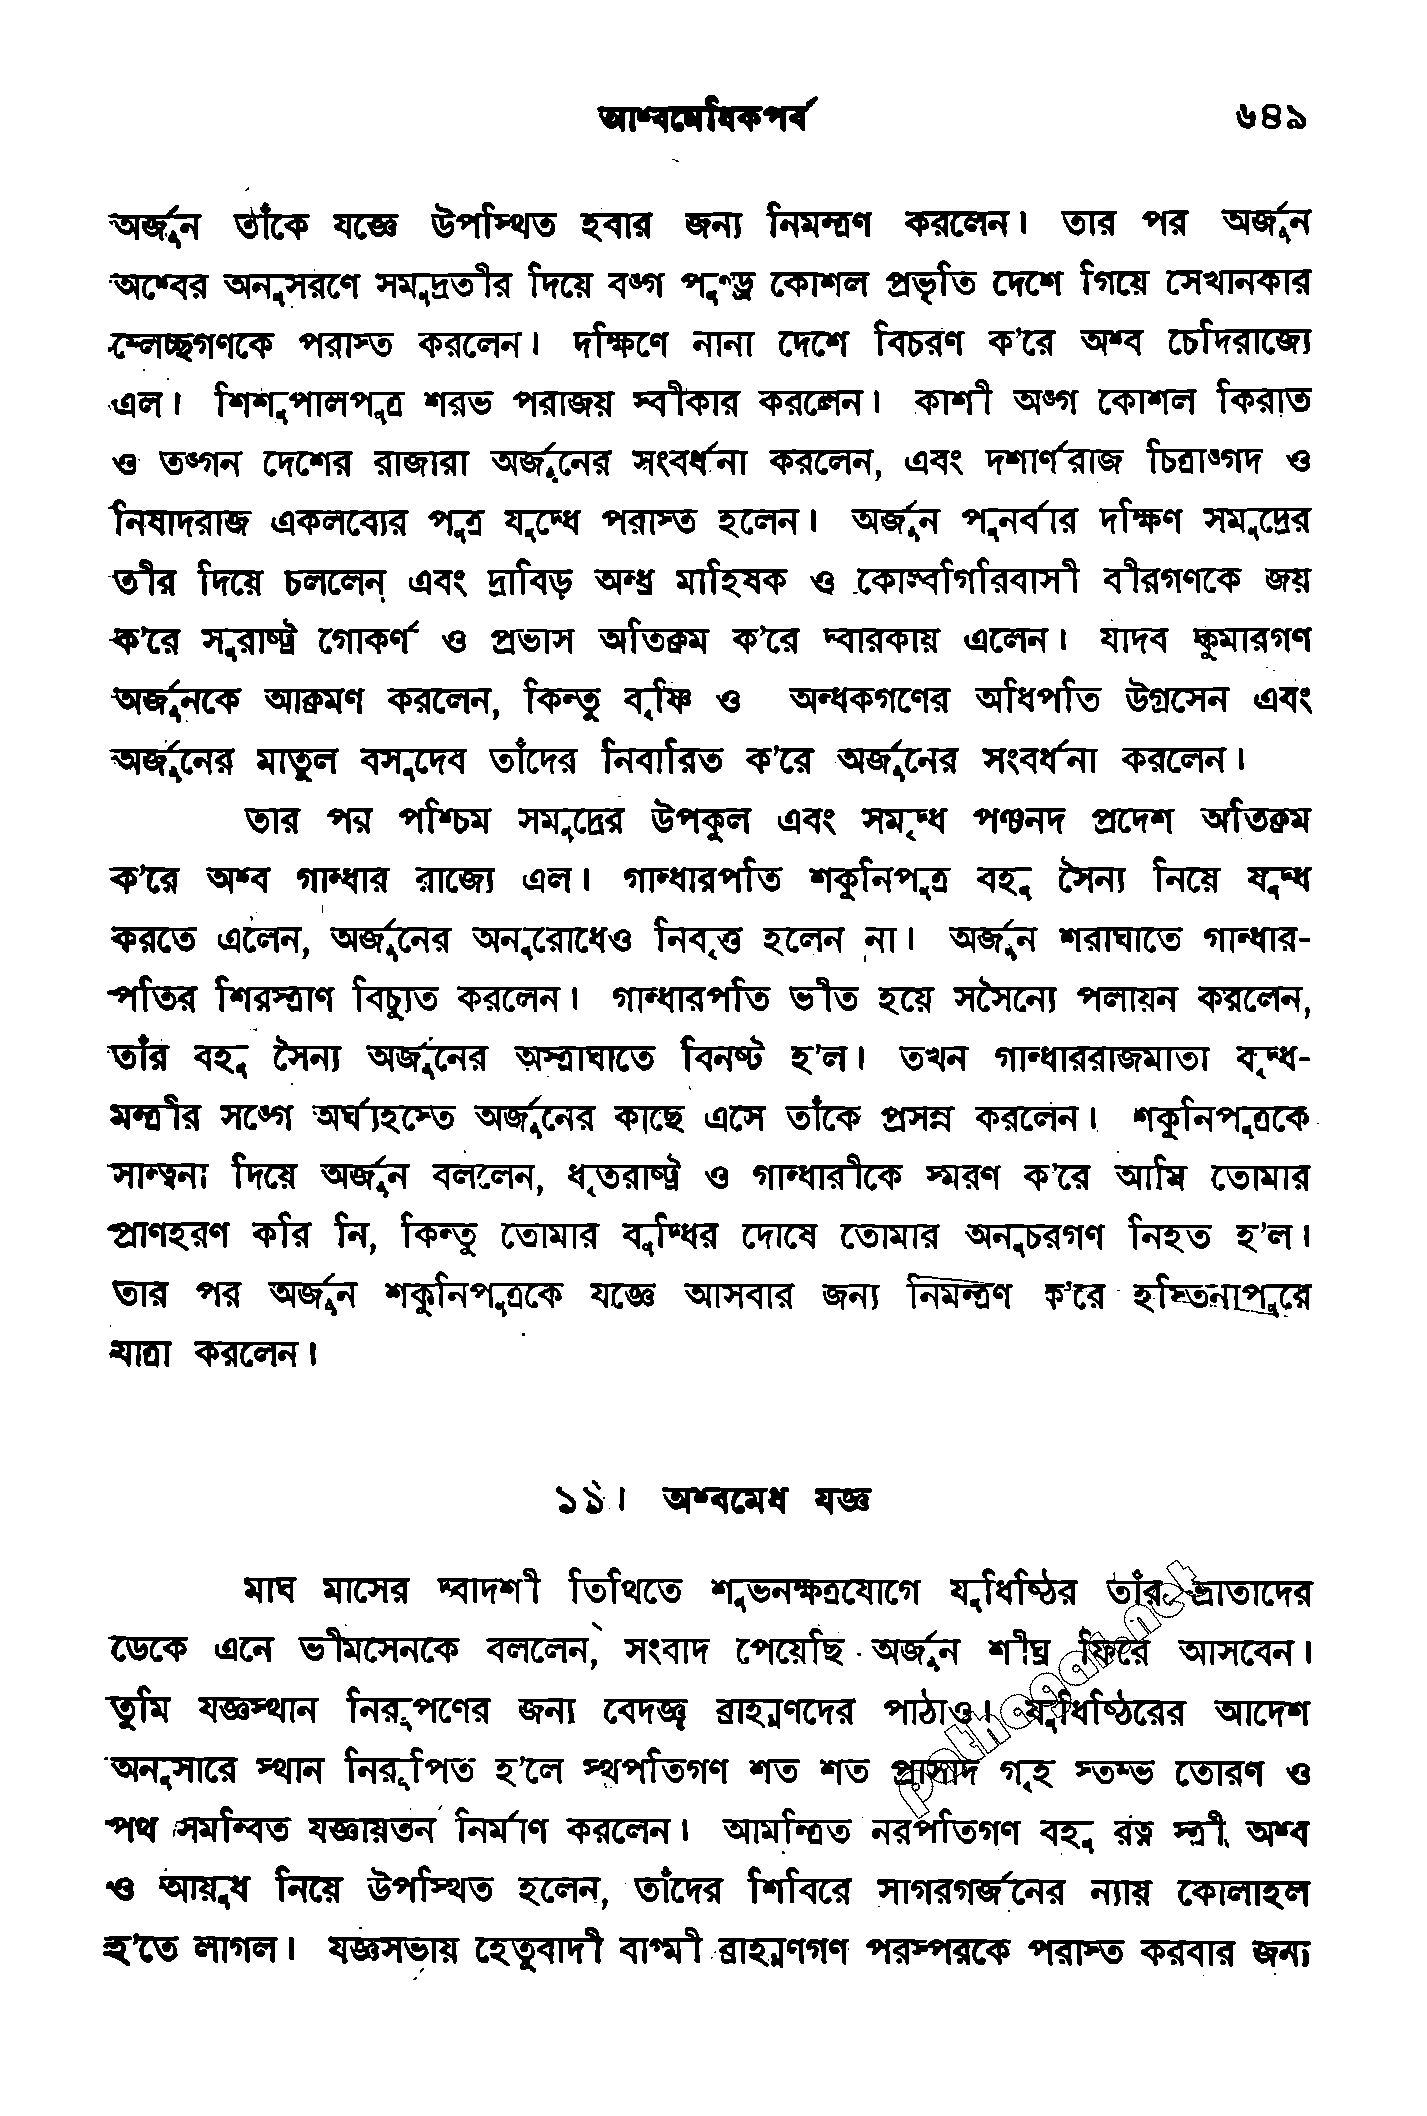 আশ্বমেধিকপর্ব ৬৪৯
অর্জুন তাঁকে যজ্ঞে উপস্থিত হবার জন্য নিমন্ত্রণ করলেন। তার পর অর্জুন
অশ্বের অনুসরণে সমুদ্রতীর দিয়ে বঙ্গ পুণ্ড্র কোশল প্রভৃতি দেশে গিয়ে সেখানকার
ম্লেচ্ছগণকে পরাস্ত করলেন। দক্ষিণে নানা দেশে বিচরণ ক'রে অশ্ব চেদিরাজ্যে
এল। শিশুপালপুত্র শরভ পরাজয় স্বীকার করলেন। কাশী অঙ্গ কোশল কিরাত
ও তঙ্গন দেশের রাজারা অর্জুনের সংবর্ধনা করলেন, এবং দশার্ণরাজ চিত্রাঙ্গদ ও
নিষাদরাজ একলব্যের পুত্র যুদ্ধে পরাস্ত হলেন। অর্জুন পুনর্বার দক্ষিণ সমুদ্রের
তীর দিয়ে চললেন এবং দ্রাবিড় অন্ধ্র মাহিষক ও কোল্বগিরিবাসী বীরগণকে জয়
ক'রে সুরাষ্ট্র গোকর্ণ ও প্রভাস অতিক্রম ক'রে দ্বারকায় এলেন। যাদব কুমারগণ
অর্জুনকে আক্রমণ করলেন, কিন্তু বৃষ্ণি ও অন্ধকগণের অধিপতি উগ্রসেন এবং
অর্জুনের মাতুল বসুদেব তাঁদের নিবারিত ক'রে অর্জুনের সংবর্ধনা করলেন।
তার পর পশ্চিম সমুদ্রের উপকূল এবং সমৃদ্ধ পঞ্চনদ প্রদেশ অতিক্রম
ক'রে অশ্ব গান্ধার রাজ্যে এল। গান্ধারপতি শকুনিপুত্র বহু সৈন্য নিয়ে যুদ্ধ
করতে এলেন, অর্জুনের অনুরোধেও নিবৃত্ত হলেন না। অর্জুন শরাঘাতে গান্ধার-
পতির শিরস্ত্রাণ বিচ্যুত করলেন। গান্ধারপতি ভীত হয়ে সসৈন্যে পলায়ন করলেন,
তাঁর বহু সৈন্য অর্জুনের অস্ত্রাঘাতে বিনষ্ট হ'ল। তখন গান্ধাররাজমাতা বৃদ্ধ-
মন্ত্রীর সঙ্গে অর্ঘ্যহস্তে অর্জুনের কাছে এসে তাঁকে প্রসন্ন করলেন। শকুনিপুত্রকে
সান্ত্বনা দিয়ে অর্জুন বললেন, ধৃতরাষ্ট্র ও গান্ধারীকে স্মরণ ক'রে আমি তোমার
প্রাণহরণ করি নি, কিন্তু তোমার বুদ্ধির দোষে তোমার অনুচরগণ নিহত হ'ল।
তার পর অর্জুন শকুনিপুত্রকে যজ্ঞে আসবার জন্য নিমন্ত্রণ ক'রে হস্তিনাপুরে
যাত্রা করলেন।
১১। অশ্বমেধ যজ্ঞ
মাঘ মাসের দ্বাদশী তিথিতে শুভনক্ষত্রযোগে যুধিষ্ঠির তাঁর ভ্রাতাদের
ডেকে এনে ভীমসেনকে বললেন, সংবাদ পেয়েছি অর্জুন শীঘ্র ফিরে আসবেন।
তুমি যজ্ঞস্থান নিরূপণের জন্য বেদজ্ঞ ব্রাহ্মণদের পাঠাও। যুধিষ্ঠিরের আদেশ
অনুসারে স্থান নিরূপিত হ'লে স্থপতিগণ শত শত প্রাসাদ গৃহ স্তম্ভ তোরণ ও
পথ সমন্বিত যজ্ঞায়তন নির্মাণ করলেন। আমন্ত্রিত নরপতিগণ বহু রত্ন স্ত্রী অশ্ব
ও আয়ুধ নিয়ে উপস্থিত হলেন, তাঁদের শিবিরে সাগরগর্জনের ন্যায় কোলাহল
হ'তে লাগল। যজ্ঞসভায় হেতুবাদী বাগ্মী ব্রাহ্মণগণ পরস্পরকে পরাস্ত করবার জন্য
pathagar.net